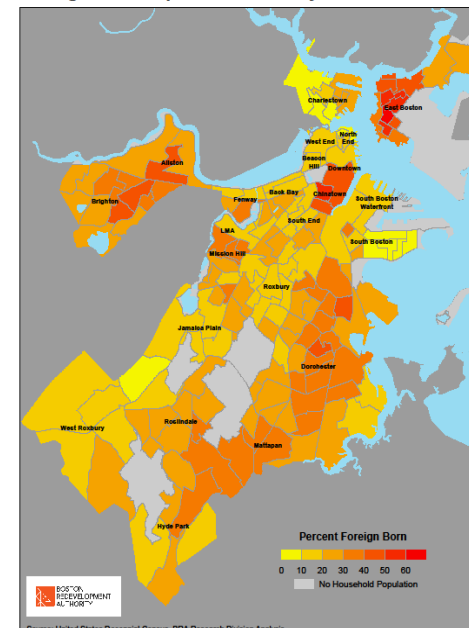 Charlestown
East Boston
West End
North
End
Beacon
Hill
Downtown
Allston
Chinatown
Back Bay
Fenway
South Boston
Waterfront
Brighton
South End
LMA
South Boston
Mission Hill
Roxbury
Jamaica Plain
Dorchester
West Roxbury
Roslindale
Mattapan
Hyde Park
Percent Foreign Born
0 10 20 30 40 50 60
No Household Population
BOSTON
REDEVELOPMENT
AUTHORITY